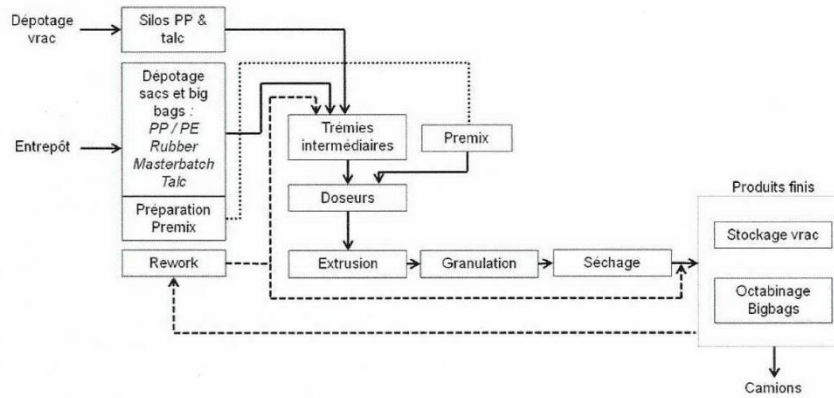 Dépotage
vrac
Silos PP &
talc
Entrepôt
Dépotage
sacs et big
bags :
PP / PE
Rubber
Masterbatch
Talc
Préparation
Premix
Rework
Trémies
intermédiaires
Premix
Doseurs
Extrusion
Granulation
Séchage
Produits finis
Stockage vrac
Octabinage
Bigbags
Camions